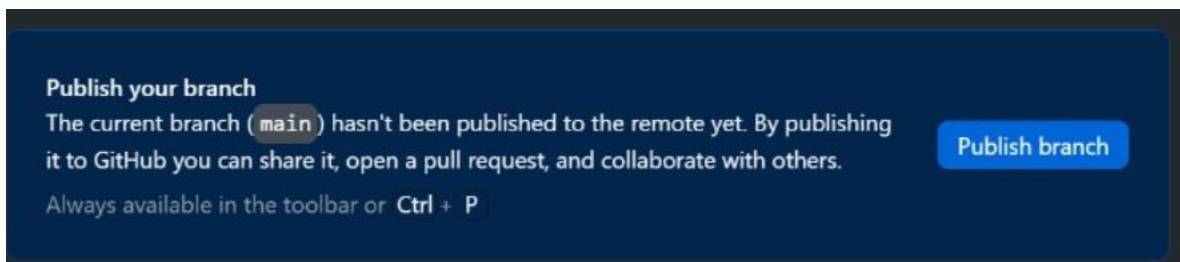 Publish your branch
The current branch (main) hasn't been published to the remote yet. By publishing
it to GitHub you can share it, open a pull request, and collaborate with others.
Publish branch
Always available in the toolbar or Ctrl + P